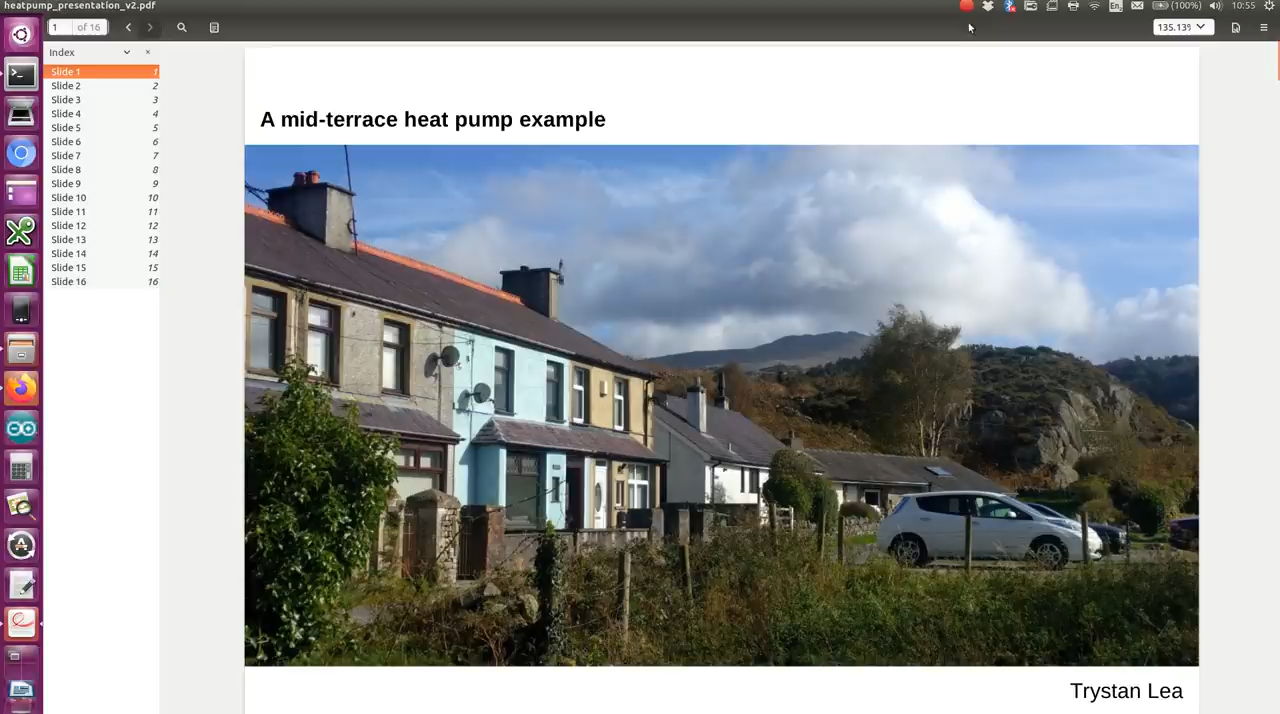 heatpump_presentation_v2.pdf
En
(100%)
10:55
1
of 16
135.13%
Index
Slide 1 1
Slide 2 2
Slide 3 3
Slide 4 4
Slide 5 5
Slide 6 6
Slide 7 7
Slide 8 8
Slide 9 9
Slide 10 10
Slide 11 11
Slide 12 12
Slide 13 13
Slide 14 14
Slide 15 15
Slide 16 16
A mid-terrace heat pump example
Trystan Lea